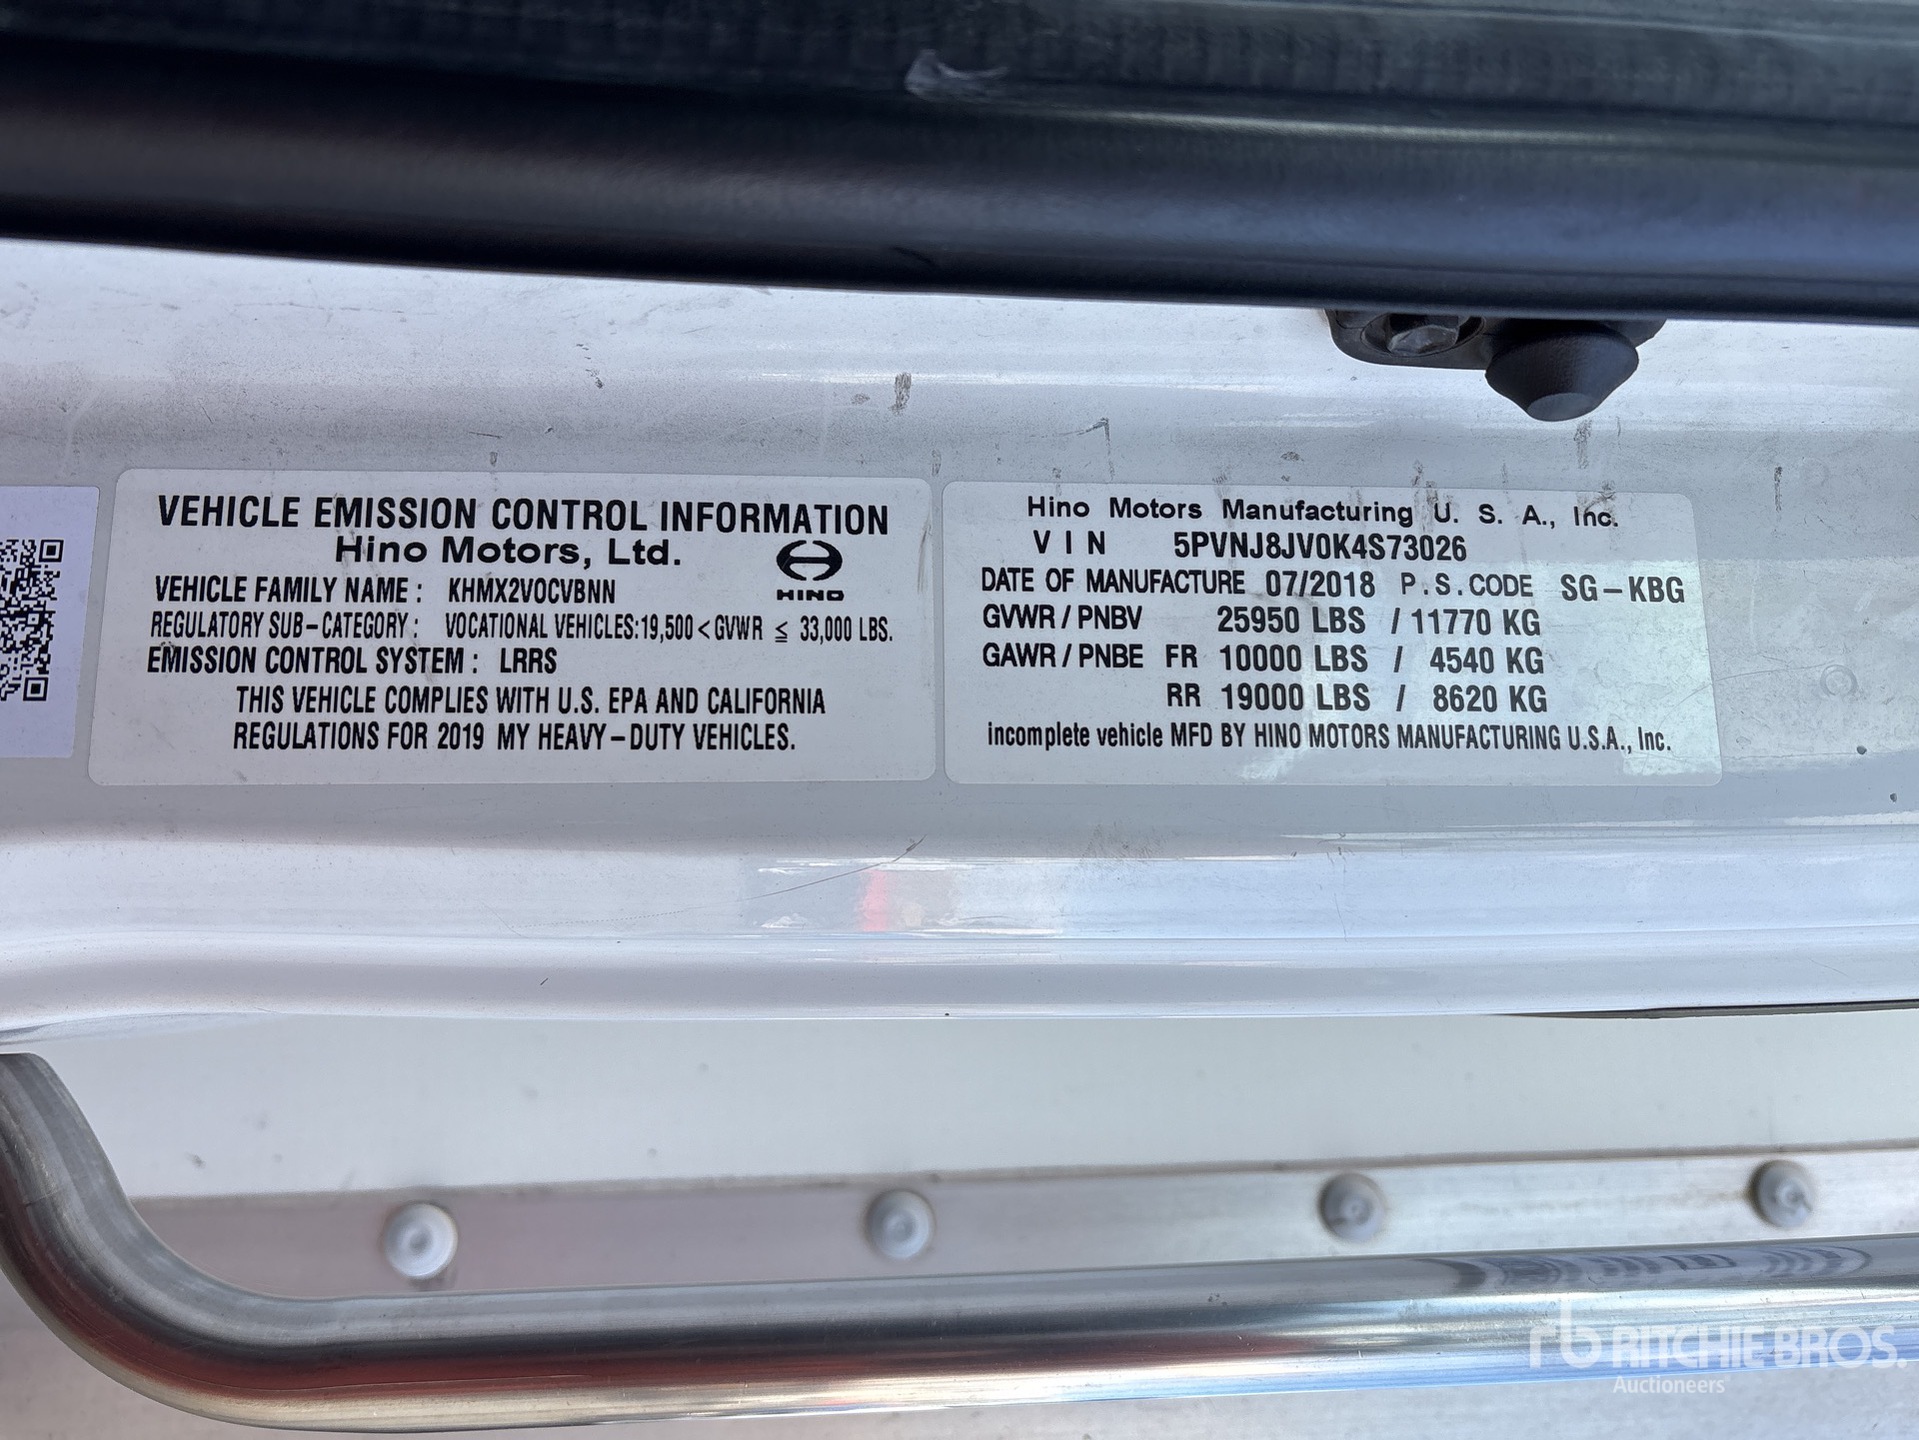 VEHICLE EMISSION CONTROL INFORMATION
Hino Motors, Ltd.
HINO
VEHICLE FAMILY NAME : KHMX2VOCVBNN
REGULATORY SUB-CATEGORY : VOCATIONAL VEHICLES:19,500 < GVWR ≤ 33,000 LBS.
EMISSION CONTROL SYSTEM : LRRS
THIS VEHICLE COMPLIES WITH U.S. EPA AND CALIFORNIA
REGULATIONS FOR 2019 MY HEAVY-DUTY VEHICLES.
Hino Motors Manufacturing U. S. A., Inc.
VIN 5PVNJ8JV0K4S73026
DATE OF MANUFACTURE 07/2018 P.S.CODE SG-KBG
GVWR / PNBV 25950 LBS / 11770 KG
GAWR / PNBE FR 10000 LBS / 4540 KG
RR 19000 LBS / 8620 KG
incomplete vehicle MFD BY HINO MOTORS MANUFACTURING U.S.A., Inc.
rb RITCHIE BROS.
Auctioneers